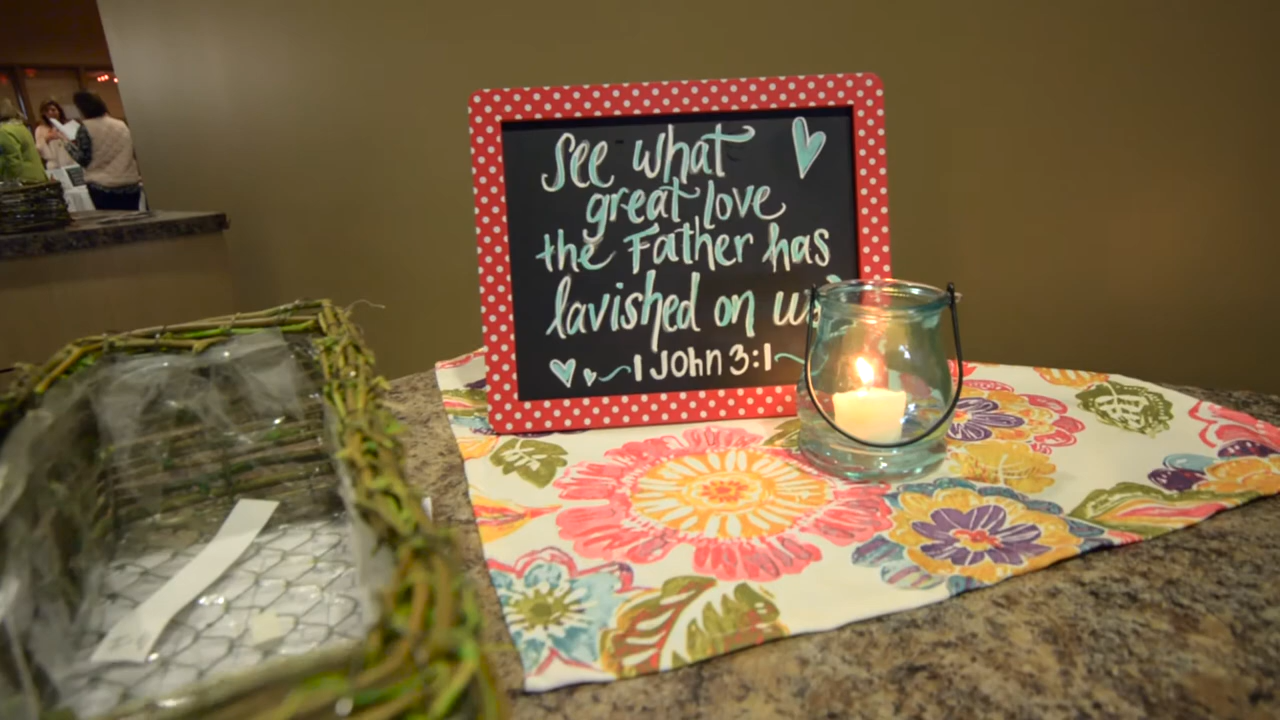 See what
great love
the Father has
lavished on
1 John 3:1